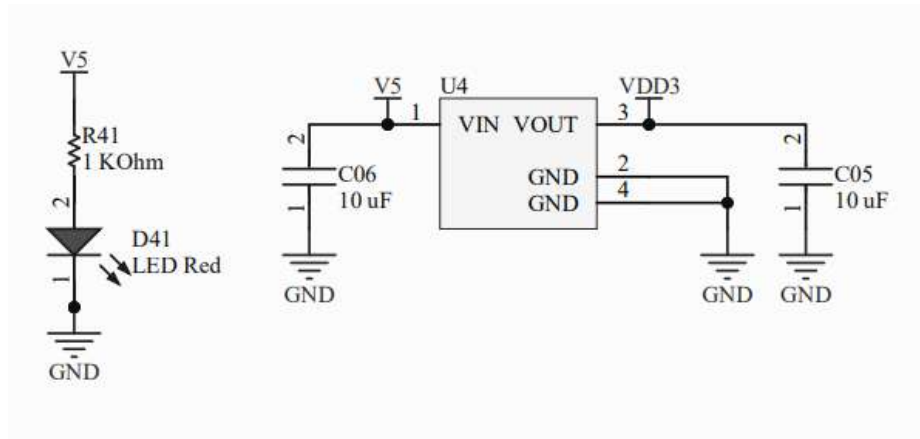 V5
R41
1 KOhm
2
D41
LED Red
1
GND
V5
U4
VDD3
1
VIN VOUT
3
2
C06
10 uF
1
GND
GND
2
GND
4
GND
2
C05
10 uF
1
GND